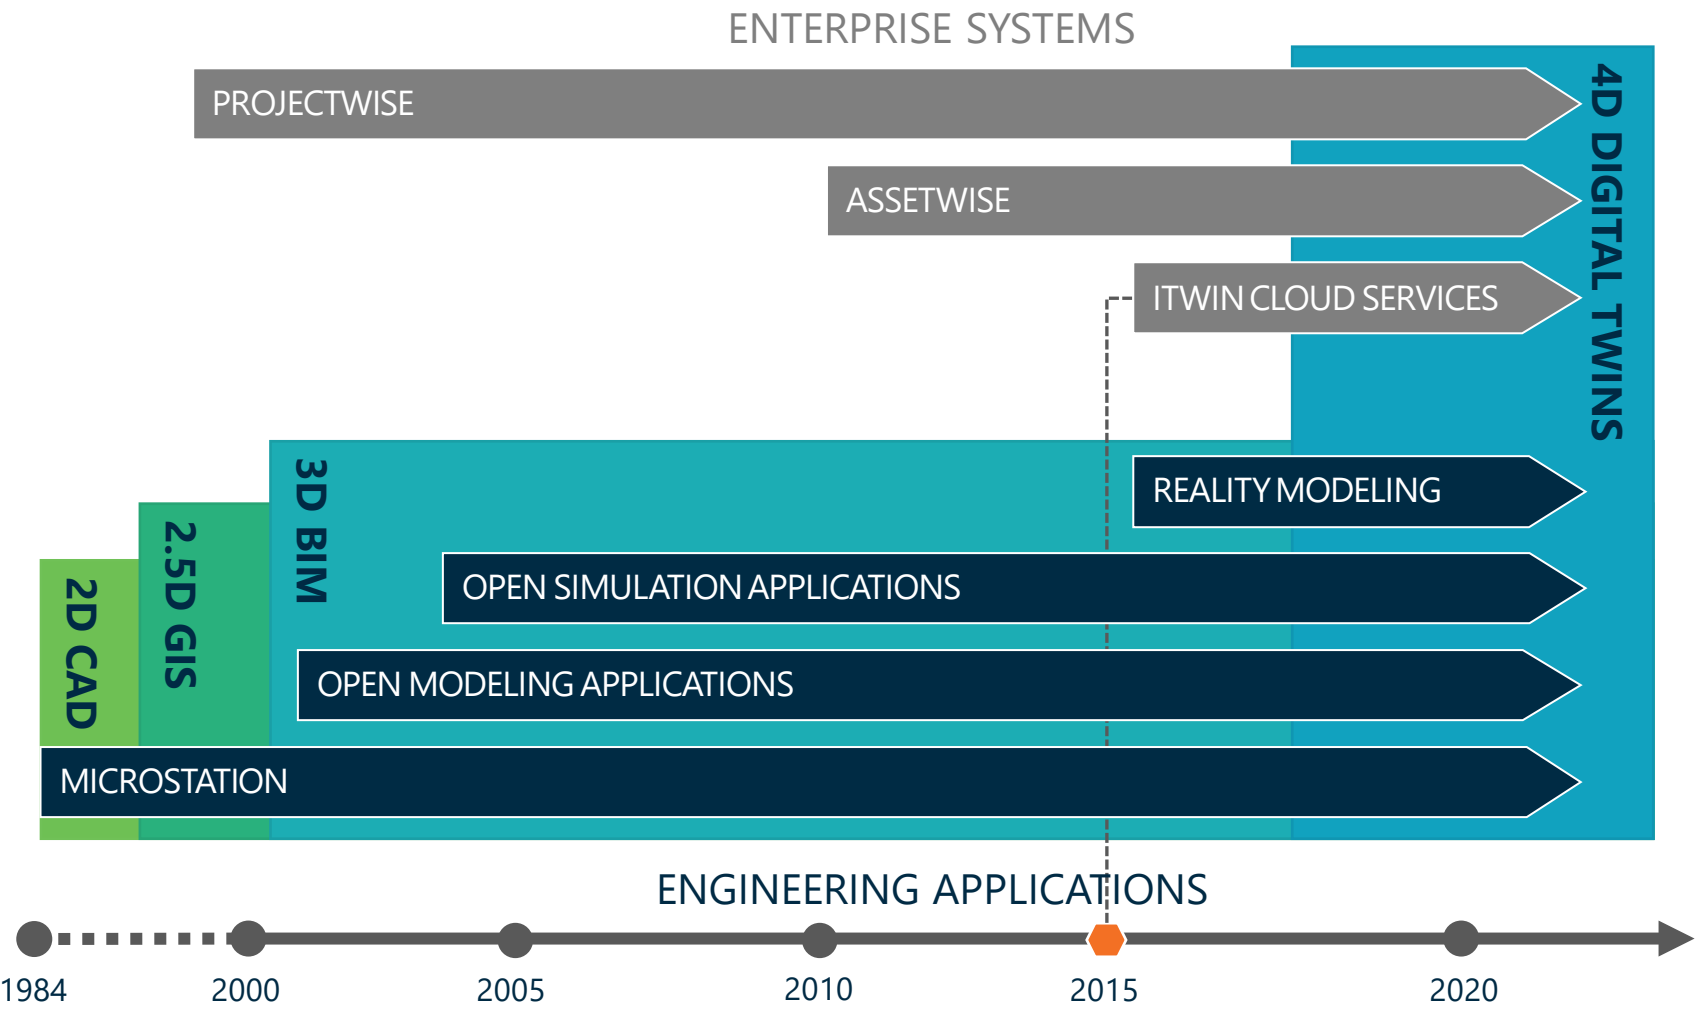 ENTERPRISE SYSTEMS
PROJECTWISE
ASSETWISE
ITWIN CLOUD SERVICES
4D DIGITAL TWINS
REALITY MODELING
3D BIM
OPEN SIMULATION APPLICATIONS
2.5D GIS
OPEN MODELING APPLICATIONS
2D CAD
MICROSTATION
ENGINEERING APPLICATIONS
1984
2000
2005
2010
2015
2020